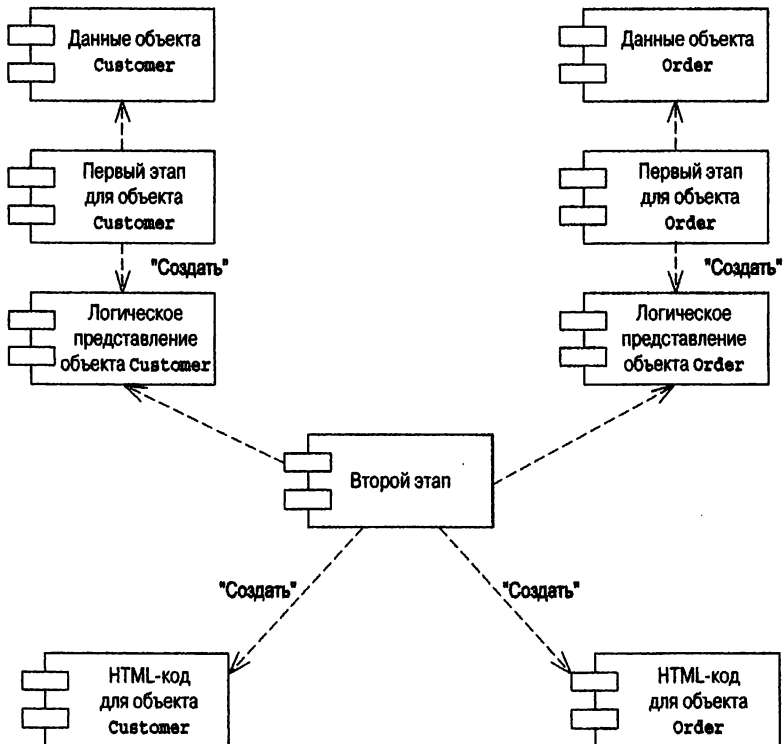 Данные объекта
Customer
Данные объекта
Order
Первый этап
для объекта
Customer
Первый этап
для объекта
Order
"Создать"
"Создать"
Логическое
представление
объекта Customer
Логическое
представление
объекта Order
Второй этап
"Создать"
"Создать"
HTML-код
для объекта
Customer
HTML-код
для объекта
Order